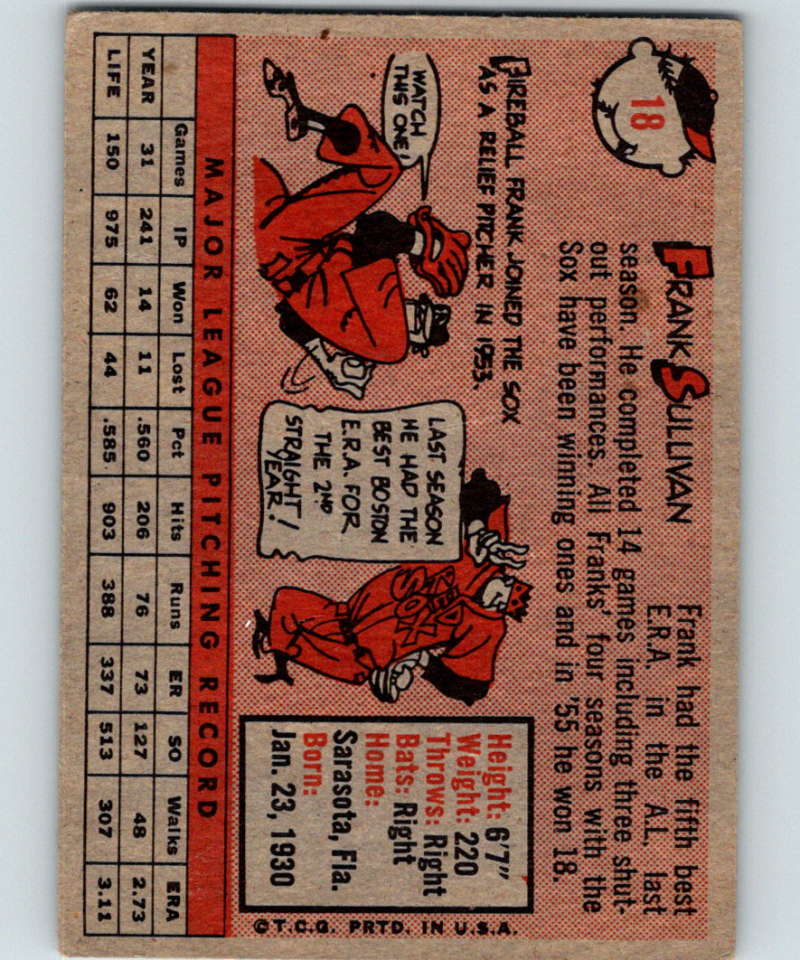 18
FRANK SULLIVAN
Frank had the fifth best
E.R.A. in the A.L. last
season. He completed 14 games including three shut-
out performances. All Franks' four seasons with the
Sox have been winning ones and in '55 he won 18.
FIREBALL FRANK JOINED THE SOX
AS A RELIEF PITCHER IN 1953.
WATCH
THIS ONE!
LAST SEASON
HE HAD THE
BEST BOSTON
E.R.A. FOR
THE 2ND
STRAIGHT
YEAR!
RED
SOX
Height: 6'7"
Weight: 220
Throws: Right
Bats: Right
Home:
Sarasota, Fla.
Born:
Jan. 23, 1930
©T.C.G. PRTD. IN U.S.A.
MAJOR LEAGUE PITCHING RECORD
Games IP Won Lost Pct Hits Runs ER SO Walks ERA
YEAR 31 241 14 11 .560 206 76 73 127 48 2.73
LIFE 150 975 62 44 .585 903 388 337 513 307 3.11